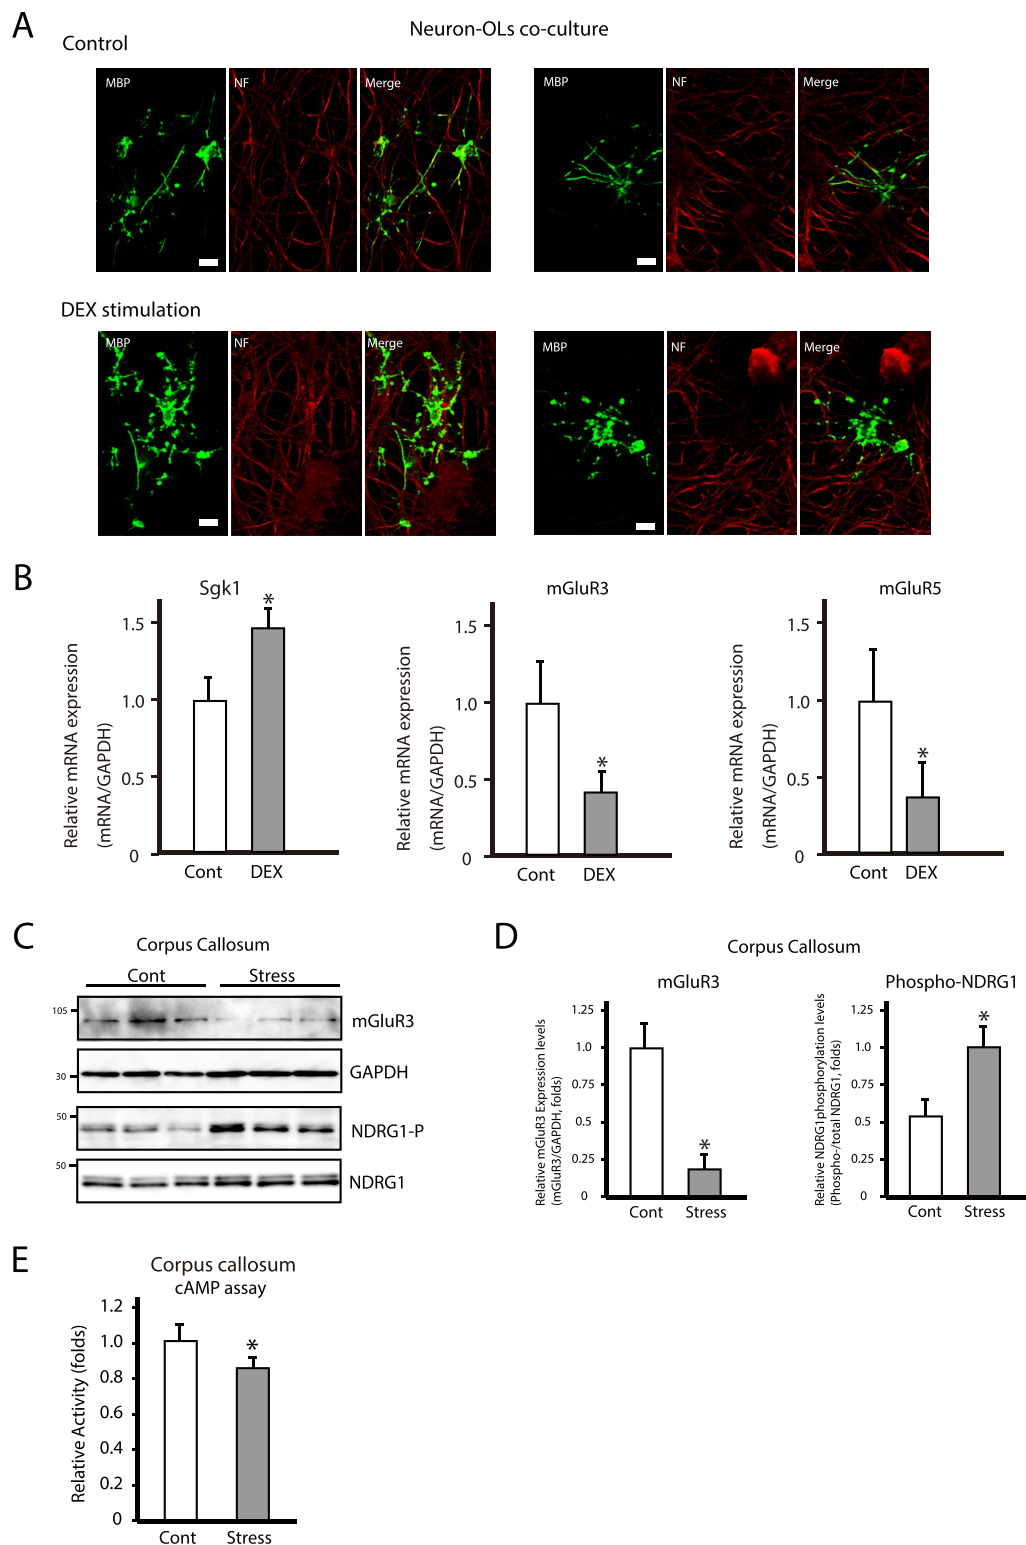 A
Neuron-OLs co-culture
Control
MBP NF Merge
MBP NF Merge
DEX stimulation
MBP NF Merge
MBP NF Merge
B
Sgk1
Relative mRNA expression
(mRNA/GAPDH)
1.5
1.0
0.5
0
*
Cont DEX
mGluR3
Relative mRNA expression
(mRNA/GAPDH)
1.5
1.0
0.5
0
*
Cont DEX
mGluR5
Relative mRNA expression
(mRNA/GAPDH)
1.5
1.0
0.5
0
*
Cont DEX
C
Corpus Callosum
Cont Stress
105
mGluR3
30
GAPDH
50
NDRG1-P
50
NDRG1
D
Corpus Callosum
mGluR3
Relative mGluR3 Expression levels
(mGluR3/GAPDH, folds)
1.25
1.0
0.75
0.5
0.25
0
*
Cont Stress
Phospho-NDRG1
Relative NDRG1phosphorylation levels
(Phospho-/total NDRG1, folds)
1.25
1.0
0.75
0.5
0.25
0
*
Cont Stress
E
Corpus callosum
cAMP assay
Relative Activity (folds)
1.2
1.0
0.8
0.6
0.4
0.2
0
*
Cont Stress